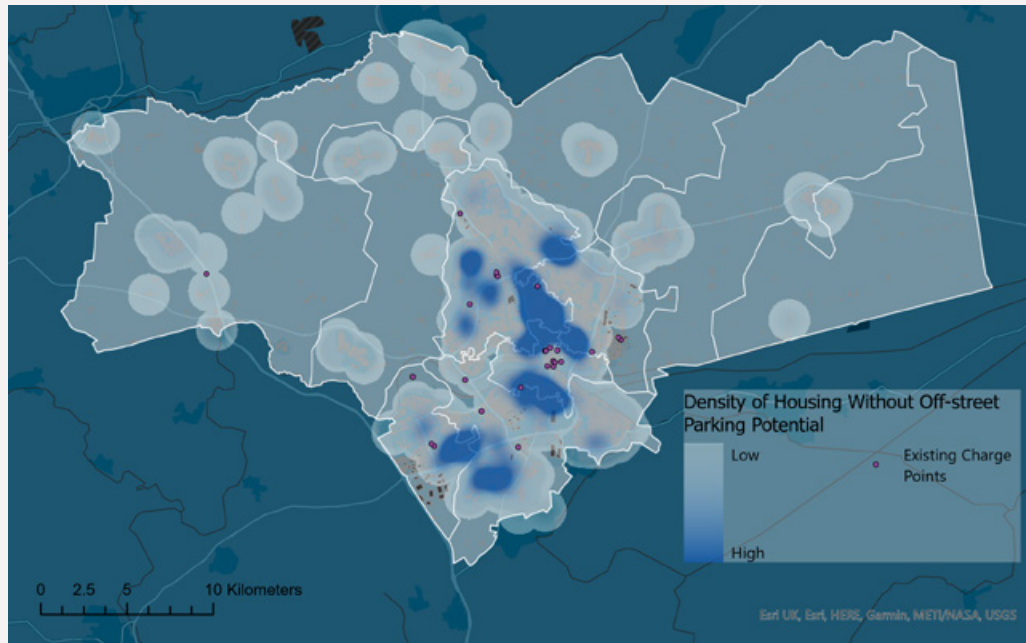 Density of Housing Without Off-street
Parking Potential
Low
High
Existing Charge
Points
0 2.5 5 10 Kilometers
Esri UK, Esri, HERE, Garmin, METI/NASA, USGS